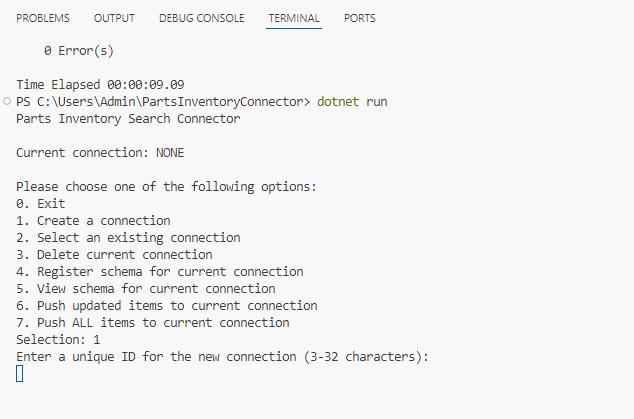 PROBLEMS OUTPUT DEBUG CONSOLE TERMINAL PORTS
0 Error(s)
Time Elapsed 00:00:09.09
PS C:\Users\Admin\PartsInventoryConnector> dotnet run
Parts Inventory Search Connector
Current connection: NONE
Please choose one of the following options:
0. Exit
1. Create a connection
2. Select an existing connection
3. Delete current connection
4. Register schema for current connection
5. View schema for current connection
6. Push updated items to current connection
7. Push ALL items to current connection
Selection: 1
Enter a unique ID for the new connection (3-32 characters):